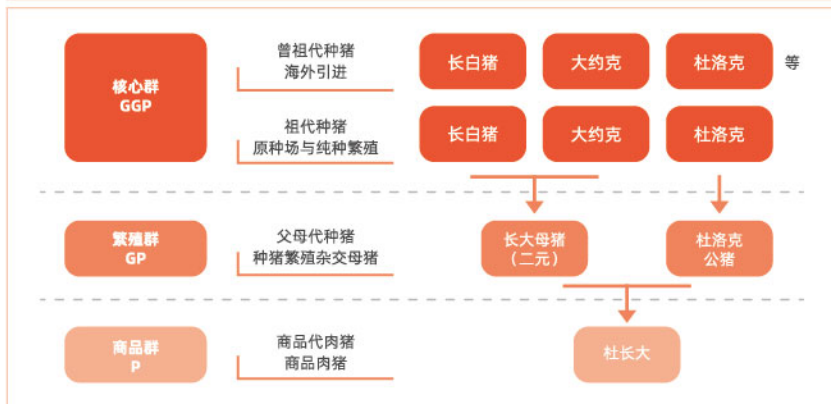 核心群
GGP
曾祖代种猪
海外引进
长白猪
大约克
杜洛克
等
祖代种猪
原种场与纯种繁殖
长白猪
大约克
杜洛克
繁殖群
GP
父母代种猪
种猪繁殖杂交母猪
长大母猪
（二元）
杜洛克
公猪
商品群
P
商品代肉猪
商品肉猪
杜长大